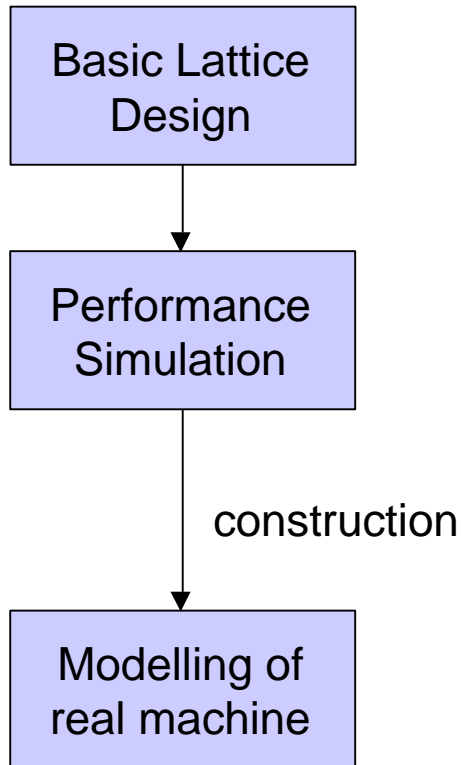 Basic Lattice
Design
Performance
Simulation
construction
Modelling of
real machine